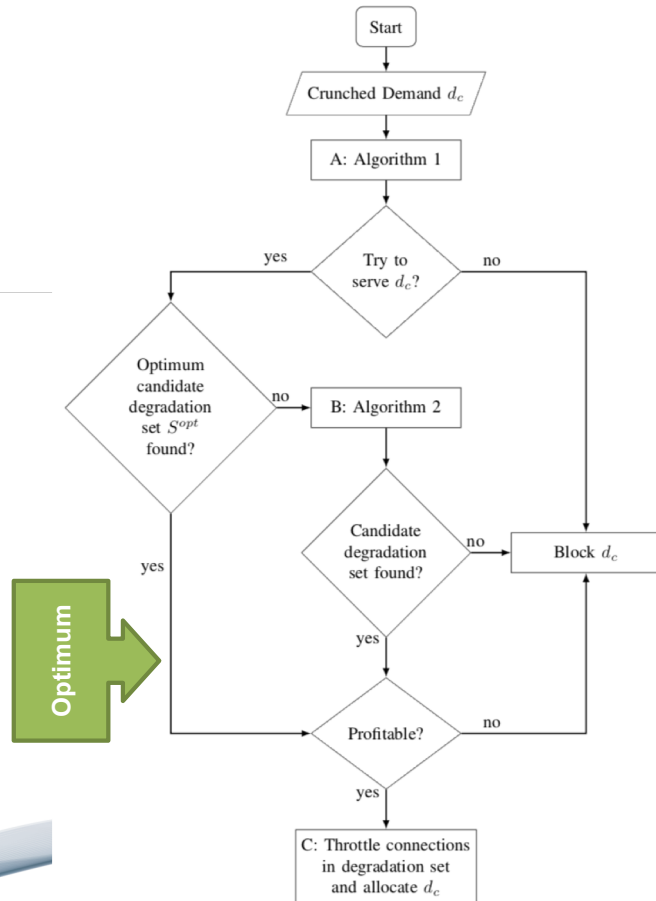 Start
Crunched Demand d_c
A: Algorithm 1
Try to
serve d_c?
yes
no
Optimum
candidate
degradation
set S^opt
found?
no
B: Algorithm 2
yes
Candidate
degradation
set found?
no
Block d_c
yes
Optimum
Profitable?
no
yes
C: Throttle connections
in degradation set
and allocate d_c